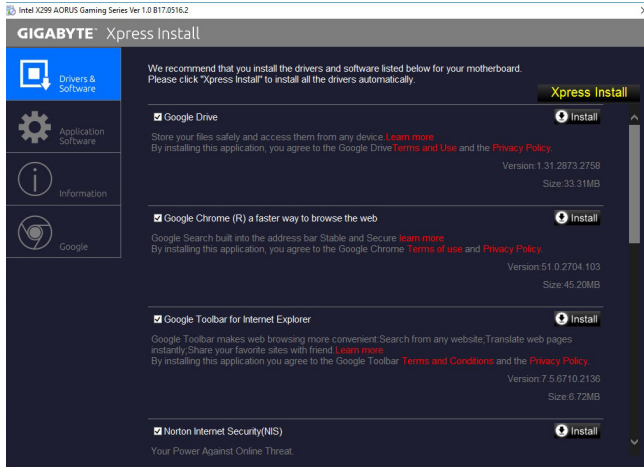 Intel X299 AORUS Gaming Series Ver 1.0 B17.0516.2
GIGABYTE™ Xpress Install
Drivers &
Software
Application
Software
Information
Google
We recommend that you install the drivers and software listed below for your motherboard.
Please click "Xpress Install" to install all the drivers automatically.
Xpress Install
Google Drive
Install
Store your files safely and access them from any device.Learn more
By installing this application, you agree to the Google DriveTerms and Use and the Privacy Policy.
Version:1.31.2873.2758
Size:33.31MB
Google Chrome (R) a faster way to browse the web
Install
Google Search built into the address bar Stable and Secure learn more
By installing this application, you agree to the Google Chrome Terms of use and Privacy Policy.
Version:51.0.2704.103
Size:45.20MB
Google Toolbar for Internet Explorer
Install
Google Toolbar makes web browsing more convenient:Search from any website;Translate web pages
instantly;Share your favorite sites with friend.Learn more
By installing this application you agree to the Google Toolbar Terms and Conditions and the Privacy Policy.
Version:7.5.6710.2136
Size:6.72MB
Norton Internet Security(NIS)
Install
Your Power Against Online Threat.